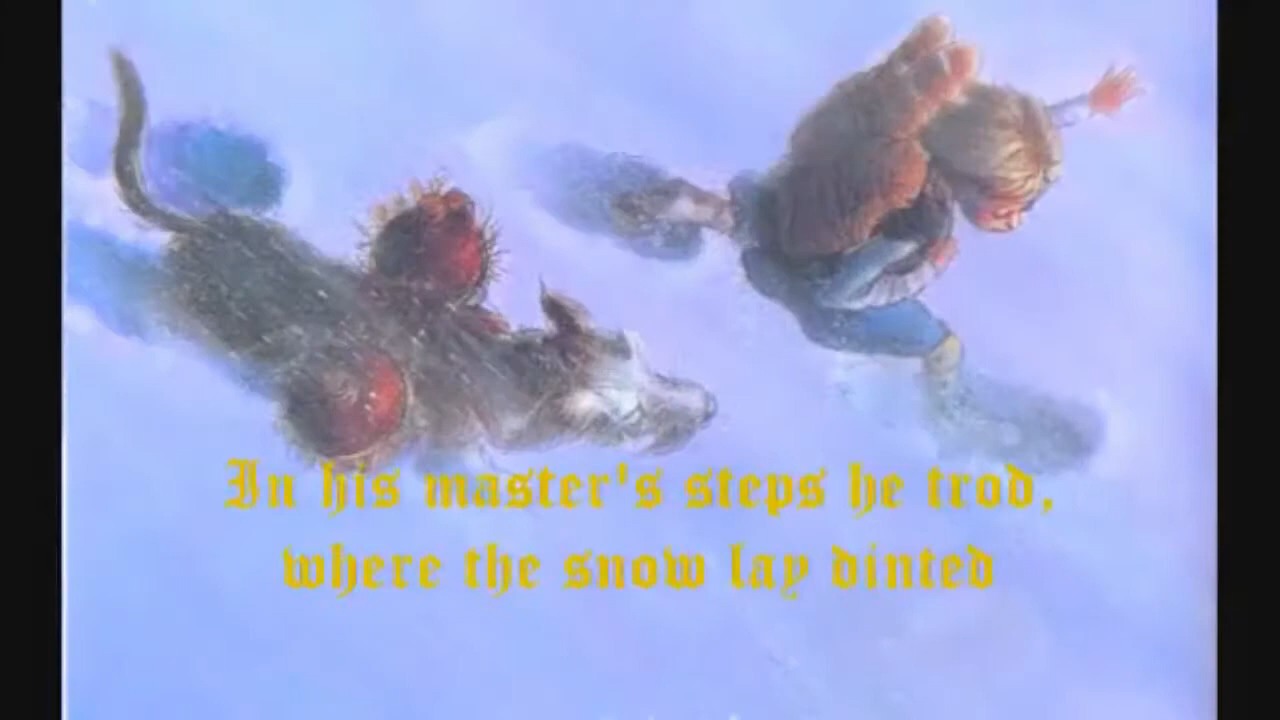 In his master's steps he trod,
where the snow lay dinted